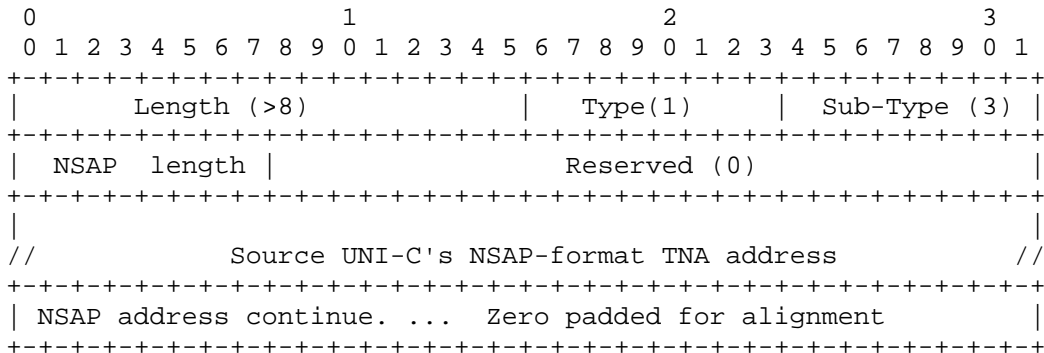 0                   1                   2                   3
 0 1 2 3 4 5 6 7 8 9 0 1 2 3 4 5 6 7 8 9 0 1 2 3 4 5 6 7 8 9 0 1
+-+-+-+-+-+-+-+-+-+-+-+-+-+-+-+-+-+-+-+-+-+-+-+-+-+-+-+-+-+-+-+-+
|       Length (>8)             |   Type(1)     |  Sub-Type (3) |
+-+-+-+-+-+-+-+-+-+-+-+-+-+-+-+-+-+-+-+-+-+-+-+-+-+-+-+-+-+-+-+-+
|  NSAP  length |                  Reserved (0)                 |
+-+-+-+-+-+-+-+-+-+-+-+-+-+-+-+-+-+-+-+-+-+-+-+-+-+-+-+-+-+-+-+-+
|                                                               |
//            Source UNI-C's NSAP-format TNA address           //
+-+-+-+-+-+-+-+-+-+-+-+-+-+-+-+-+-+-+-+-+-+-+-+-+-+-+-+-+-+-+-+-+
| NSAP address continue. ...  Zero padded for alignment         |
+-+-+-+-+-+-+-+-+-+-+-+-+-+-+-+-+-+-+-+-+-+-+-+-+-+-+-+-+-+-+-+-+